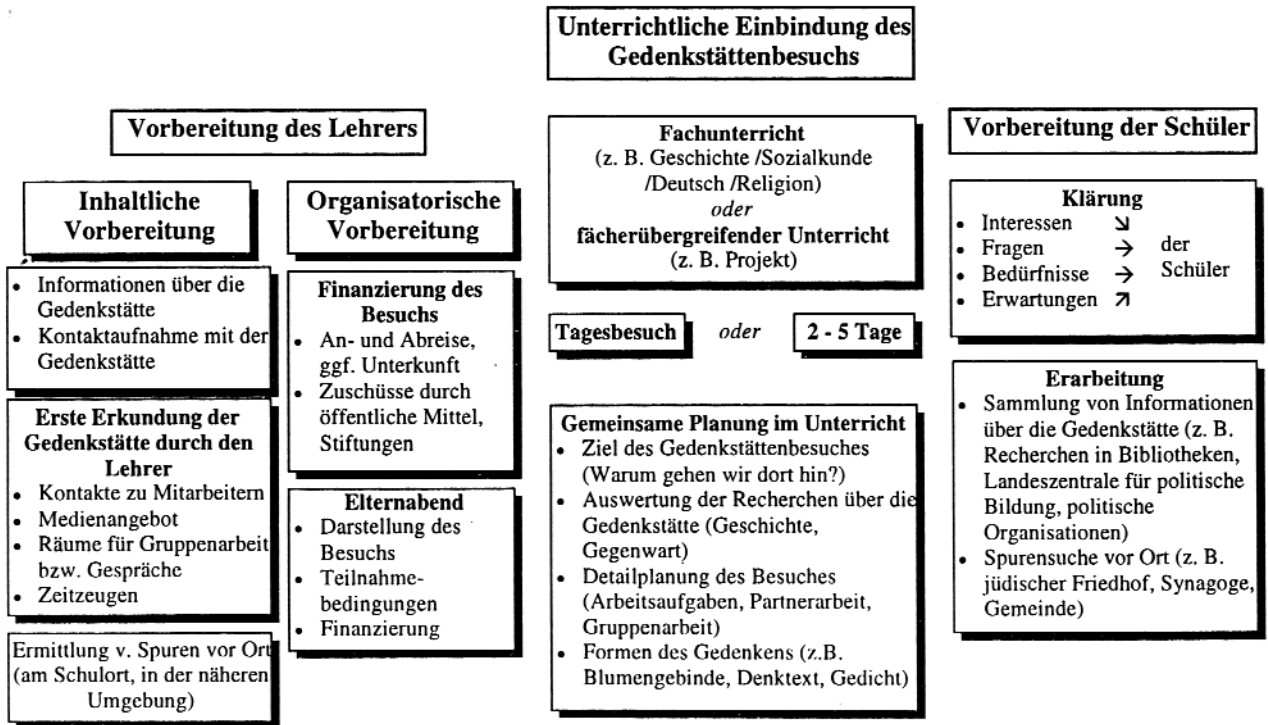 Unterrichtliche Einbindung des
Gedenkstättenbesuchs
Vorbereitung des Lehrers
Inhaltliche
Vorbereitung
• Informationen über die
Gedenkstätte
• Kontaktaufnahme mit der
Gedenkstätte
Erste Erkundung der
Gedenkstätte durch den
Lehrer
• Kontakte zu Mitarbeitern
• Medienangebot
• Räume für Gruppenarbeit
bzw. Gespräche
• Zeitzeugen
Ermittlung v. Spuren vor Ort
(am Schulort, in der näheren
Umgebung)
Organisatorische
Vorbereitung
Finanzierung des
Besuchs
• An- und Abreise,
ggf. Unterkunft
• Zuschüsse durch
öffentliche Mittel,
Stiftungen
Elternabend
• Darstellung des
Besuchs
• Teilnahme-
bedingungen
• Finanzierung
Fachunterricht
(z. B. Geschichte /Sozialkunde
/Deutsch /Religion)
oder
fächerübergreifender Unterricht
(z. B. Projekt)
Tagesbesuch oder 2 - 5 Tage
Gemeinsame Planung im Unterricht
• Ziel des Gedenkstättenbesuches
(Warum gehen wir dort hin?)
• Auswertung der Recherchen über die
Gedenkstätte (Geschichte,
Gegenwart)
• Detailplanung des Besuches
(Arbeitsaufgaben, Partnerarbeit,
Gruppenarbeit)
• Formen des Gedenkens (z.B.
Blumengebinde, Denktext, Gedicht)
Vorbereitung der Schüler
Klärung
• Interessen ↘
• Fragen → der
• Bedürfnisse → Schüler
• Erwartungen ↗
Erarbeitung
• Sammlung von Informationen
über die Gedenkstätte (z. B.
Recherchen in Bibliotheken,
Landeszentrale für politische
Bildung, politische
Organisationen)
• Spurensuche vor Ort (z. B.
jüdischer Friedhof, Synagoge,
Gemeinde)